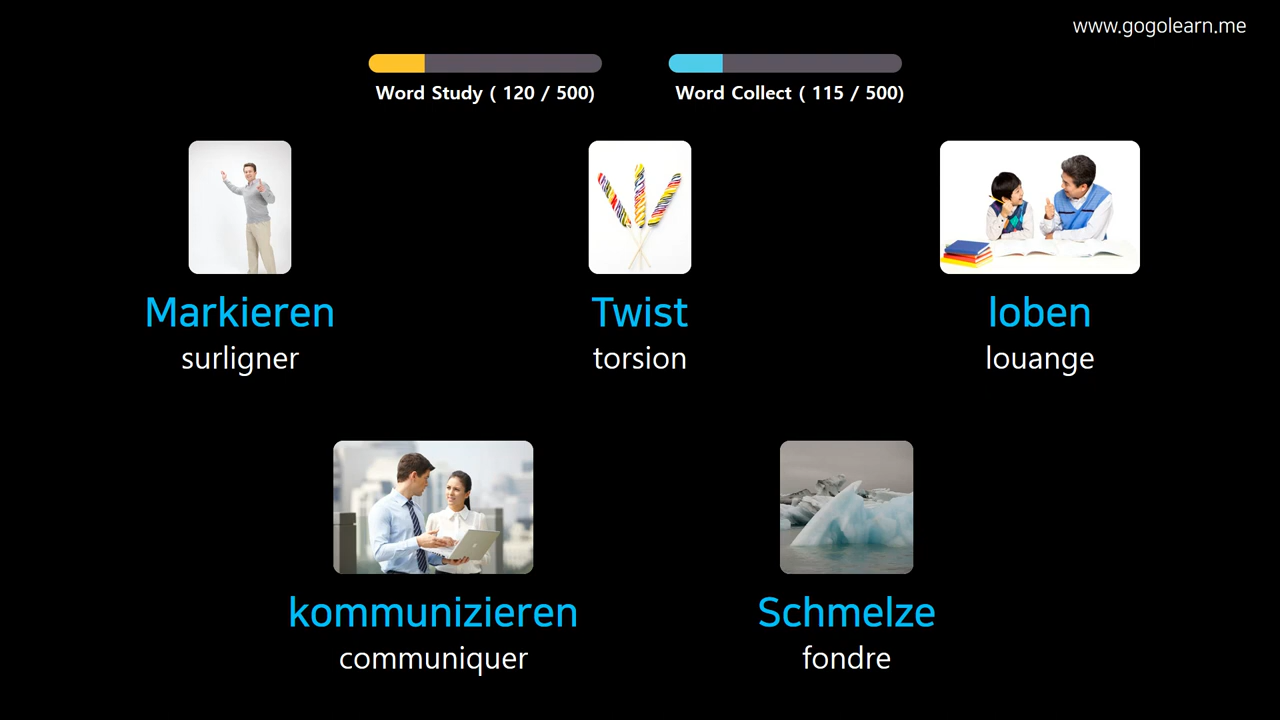 www.gogolearn.me
Word Study ( 120 / 500)
Word Collect ( 115 / 500)
Markieren
surligner
Twist
torsion
loben
louange
kommunizieren
communiquer
Schmelze
fondre